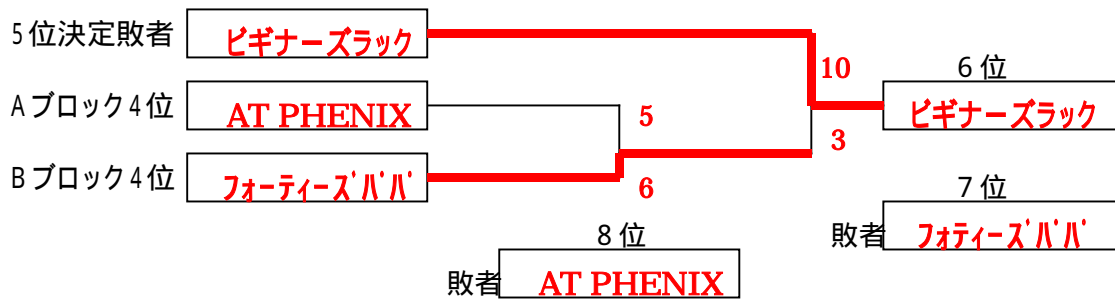 5位決定敗者 ビギナーズラック
10
6位
Aブロック4位 AT PHENIX
5
ビギナーズラック
3
Bブロック4位 フォーティーズパパ
6
7位
敗者 フォティーズパパ
8位
敗者 AT PHENIX